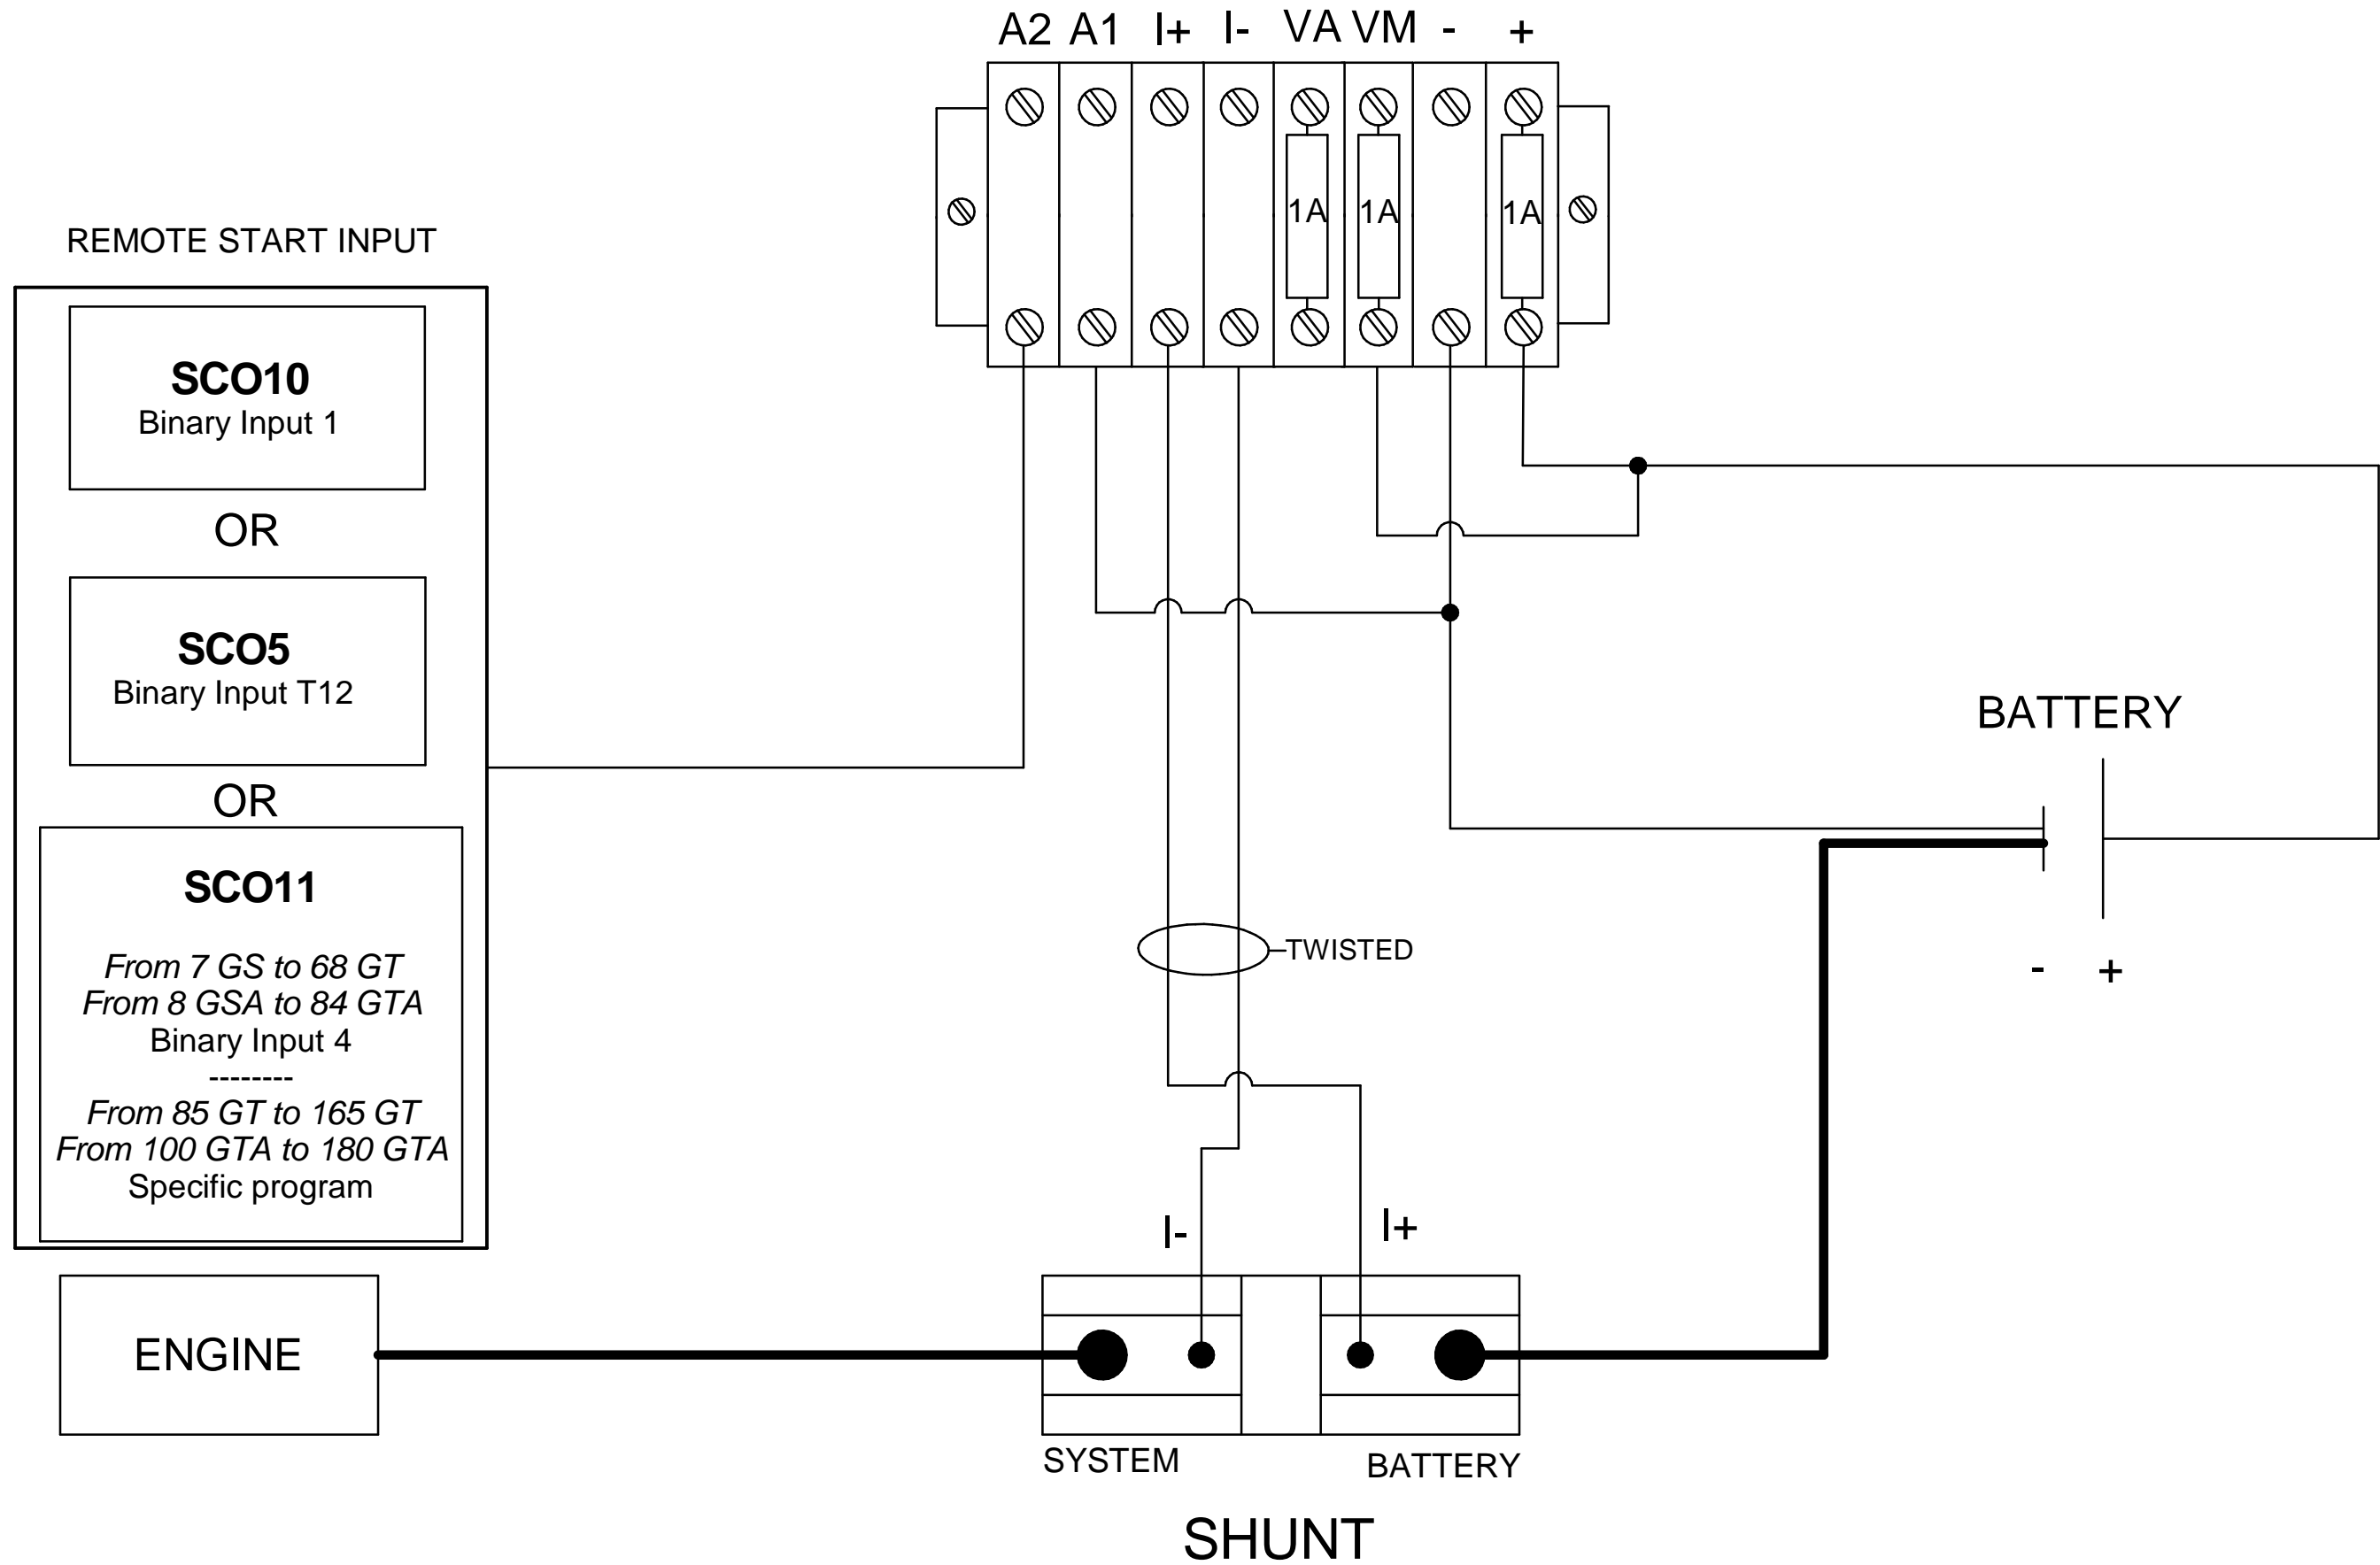 A2 A1 I+ I- VA VM - +
1A 1A 1A
REMOTE START INPUT
SCO10
Binary Input 1
OR
SCO5
Binary Input T12
OR
SCO11
From 7 GS to 68 GT
From 8 GSA to 84 GTA
Binary Input 4
--------
From 85 GT to 165 GT
From 100 GTA to 180 GTA
Specific program
BATTERY
- +
TWISTED
I- I+
ENGINE
SYSTEM BATTERY
SHUNT